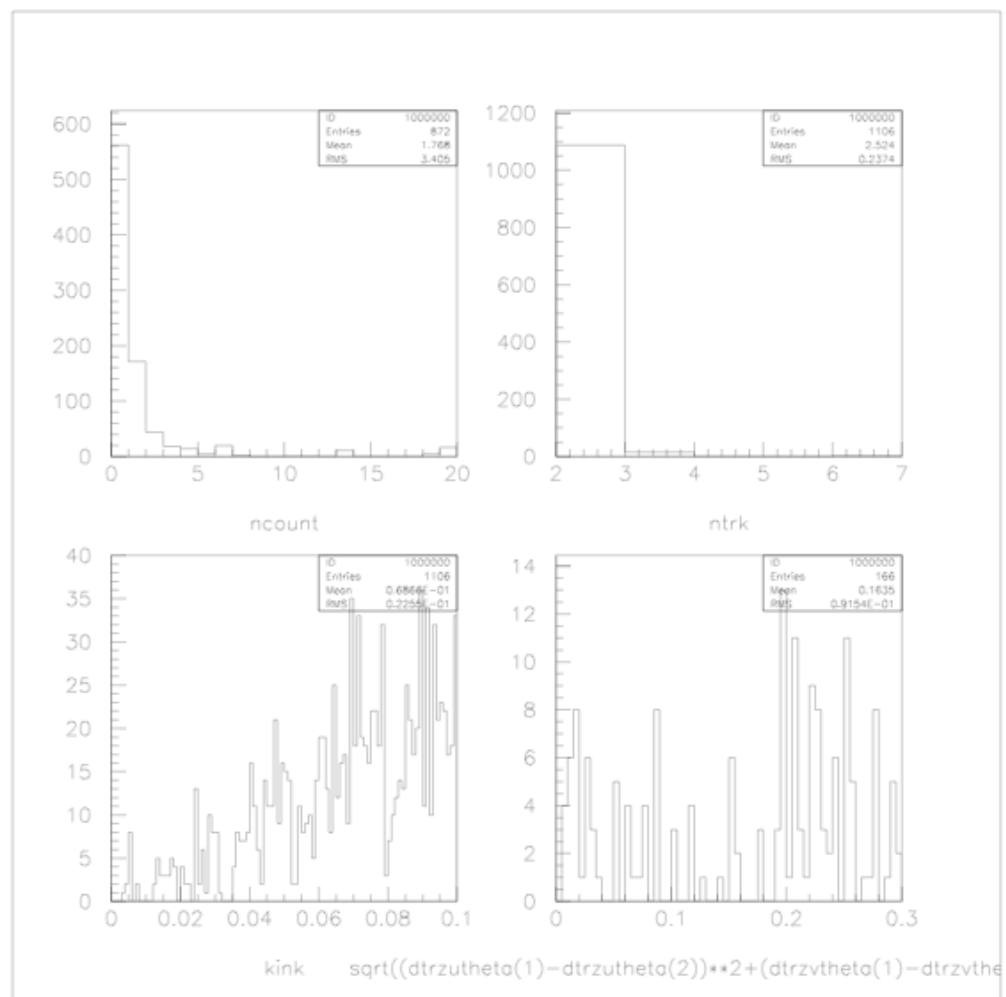 ID 1000000
Entries 872
Mean 1.768
RMS 3.405
600
500
400
300
200
100
0
0 5 10 15 20
ncount
ID 1000000
Entries 1106
Mean 2.524
RMS 0.2374
1200
1000
800
600
400
200
0
2 3 4 5 6 7
ntrk
ID 1000000
Entries 1106
Mean 0.6866E-01
RMS 0.2255E-01
40
35
30
25
20
15
10
5
0
0 0.02 0.04 0.06 0.08 0.1
kink
ID 1000000
Entries 166
Mean 0.1635
RMS 0.9154E-01
14
12
10
8
6
4
2
0
0 0.1 0.2 0.3
sqrt((dtrzutheta(1)-dtrzutheta(2))**2+(dtrzvtheta(1)-dtrzvthe